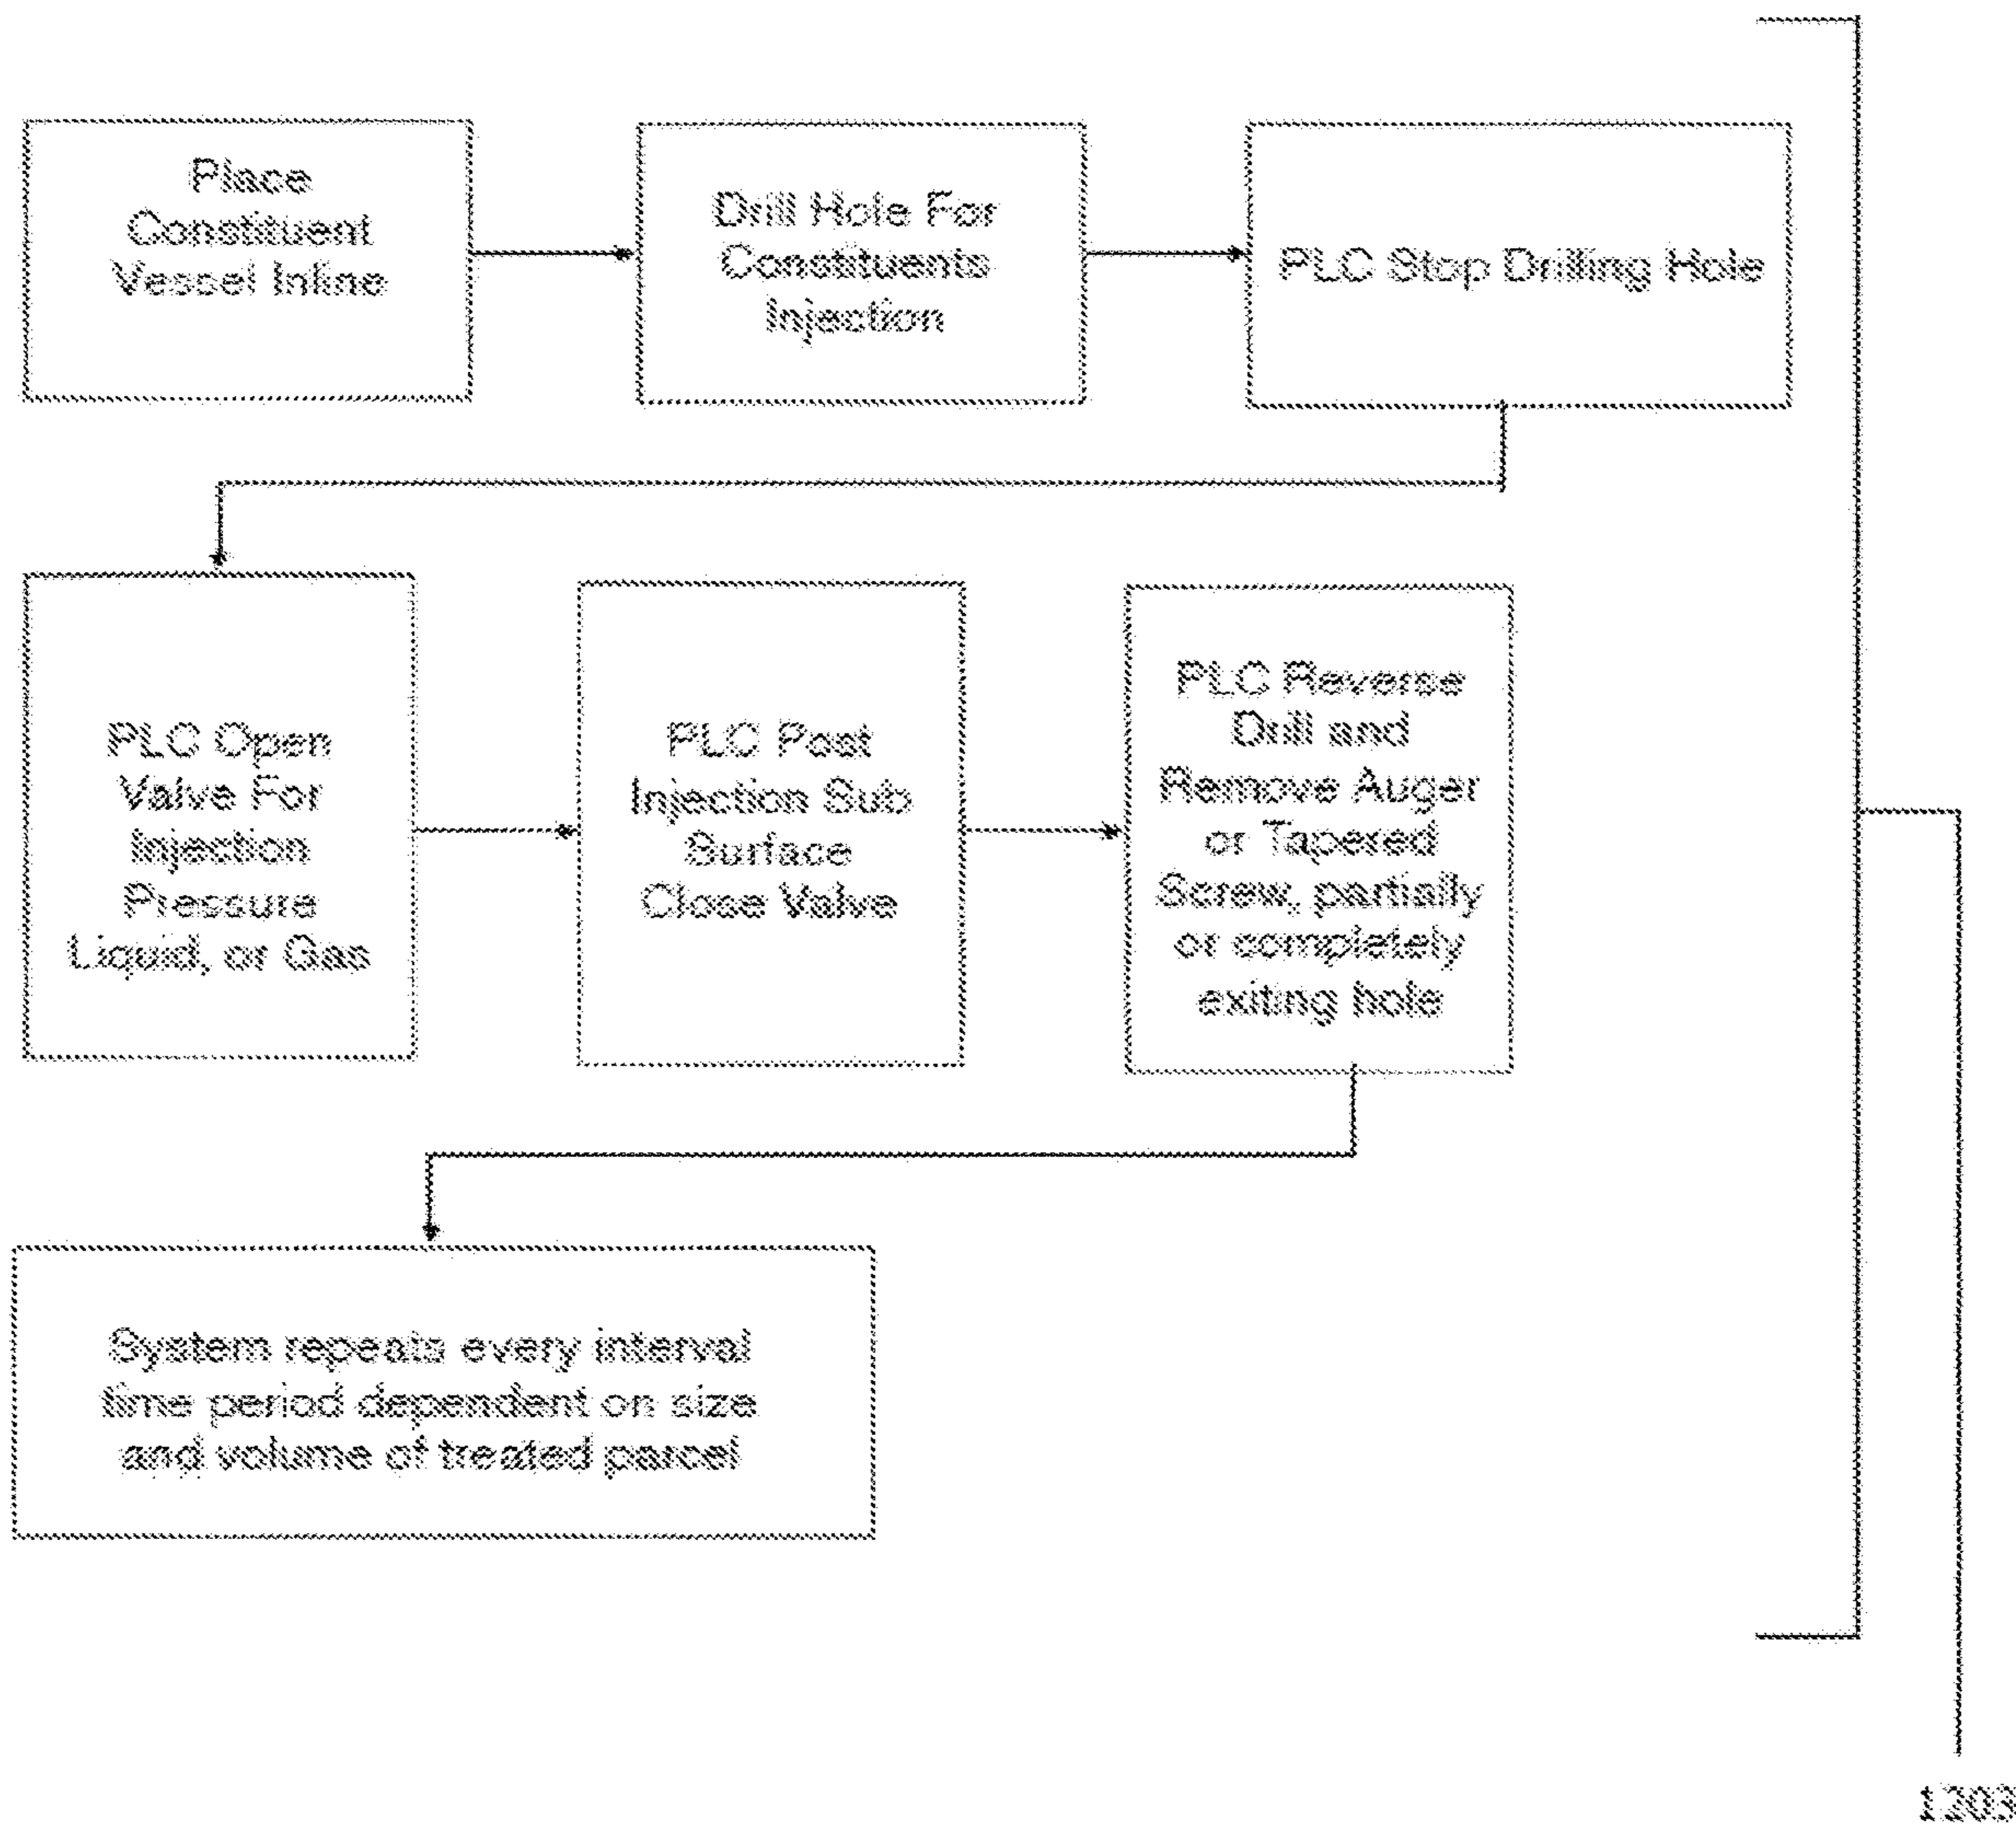 Place
Constituent
Vessel Inline
Drill Hole For
Constituents
Injection
PLC Stop Drilling Hole
PLC Open
Valve For
Injection
Pressure
Liquid, or Gas
PLC Post
Injection Sub
Surface
Close Valve
PLC Reverse
Drill and
Remove Auger
or Tapered
Screw, partially
or completely
exiting hole
System repeats every interval
time period dependent on size
and volume of treated parcel
1203